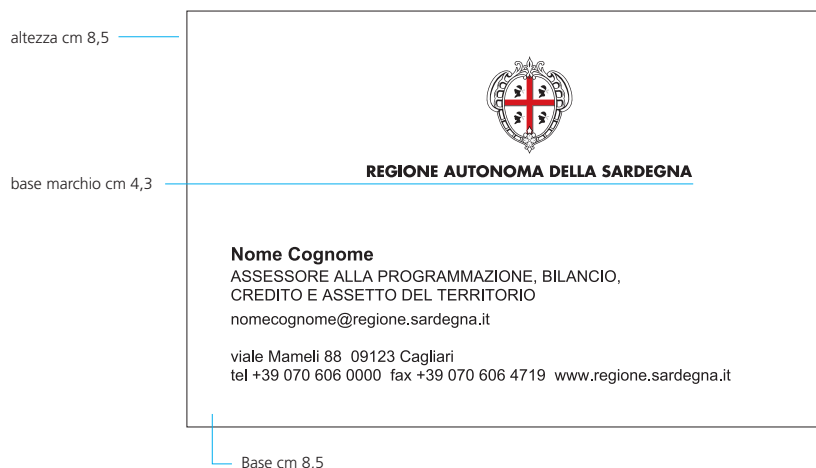 altezza cm 8,5
REGIONE AUTONOMA DELLA SARDEGNA
base marchio cm 4,3
Nome Cognome
ASSESSORE ALLA PROGRAMMAZIONE, BILANCIO,
CREDITO E ASSETTO DEL TERRITORIO
nomecognome@regione.sardegna.it
viale Mameli 88 09123 Cagliari
tel +39 070 606 0000 fax +39 070 606 4719 www.regione.sardegna.it
Base cm 8,5